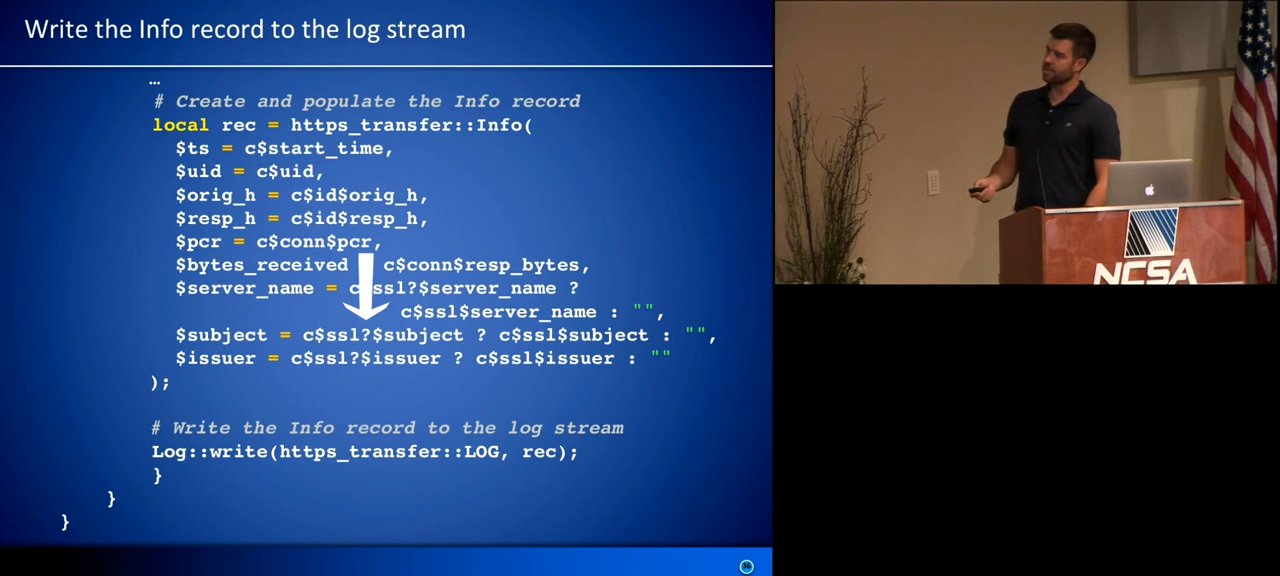 Write the Info record to the log stream
…
# Create and populate the Info record
local rec = https_transfer::Info(
$ts = c$start_time,
$uid = c$uid,
$orig_h = c$id$orig_h,
$resp_h = c$id$resp_h,
$pcr = c$conn$pcr,
$bytes_received c$conn$resp_bytes,
$server_name = c ssl?$server_name ?
c$ssl$server_name : "",
$subject = c$ssl?$subject ? c$ssl$subject : "",
$issuer = c$ssl?$issuer ? c$ssl$issuer : ""
);
# Write the Info record to the log stream
Log::write(https_transfer::LOG, rec);
}
}
}
NCSA